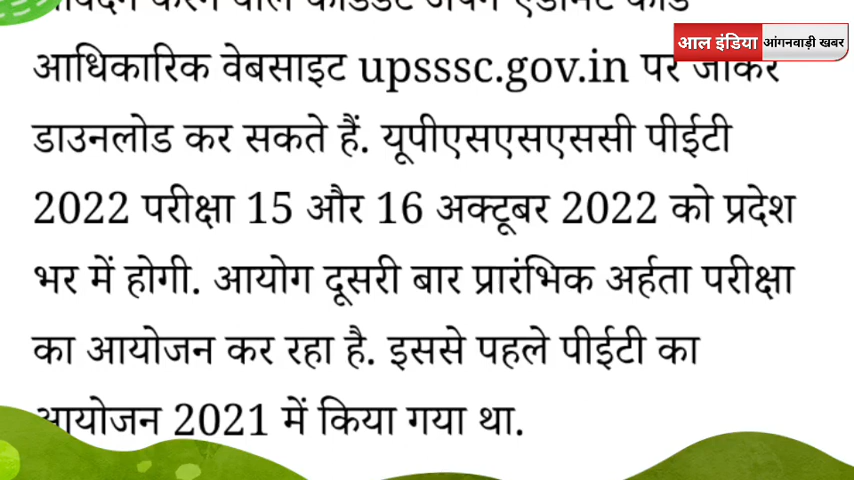 आल इंडिया आंगनवाड़ी खबर
आधिकारिक वेबसाइट upsssc.gov.in पर जाकर
डाउनलोड कर सकते हैं. यूपीएसएसएससी पीईटी
2022 परीक्षा 15 और 16 अक्टूबर 2022 को प्रदेश
भर में होगी. आयोग दूसरी बार प्रारंभिक अर्हता परीक्षा
का आयोजन कर रहा है. इससे पहले पीईटी का
आयोजन 2021 में किया गया था.